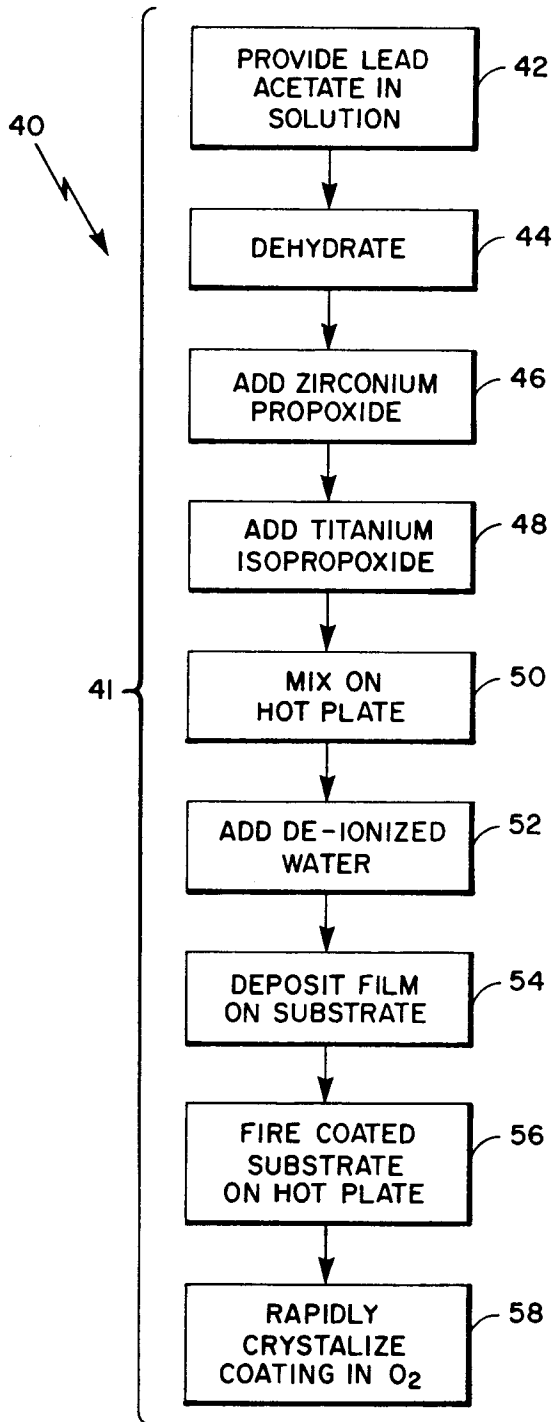 PROVIDE LEAD
ACETATE IN
SOLUTION
42
40
DEHYDRATE
44
ADD ZIRCONIUM
PROPOXIDE
46
ADD TITANIUM
ISOPROPOXIDE
48
41
MIX ON
HOT PLATE
50
ADD DE-IONIZED
WATER
52
DEPOSIT FILM
ON SUBSTRATE
54
FIRE COATED
SUBSTRATE
ON HOT PLATE
56
RAPIDLY
CRYSTALIZE
COATING IN O2
58